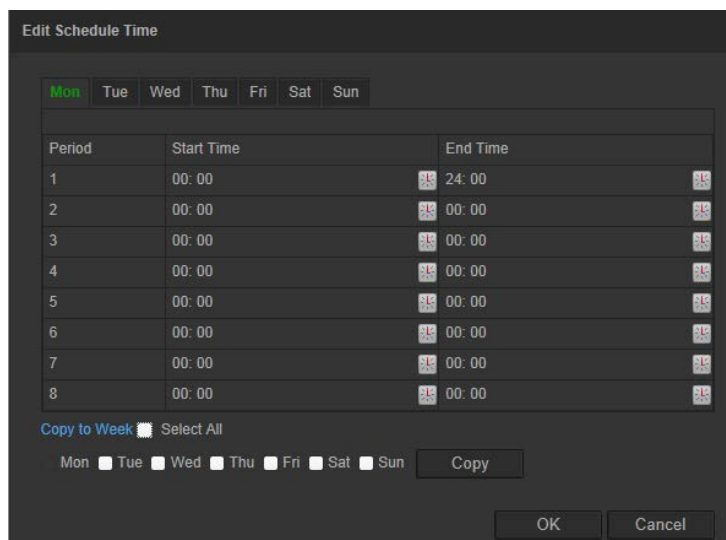 Edit Schedule Time
Mon Tue Wed Thu Fri Sat Sun
Period Start Time End Time
1 00: 00 24: 00
2 00: 00 00: 00
3 00: 00 00: 00
4 00: 00 00: 00
5 00: 00 00: 00
6 00: 00 00: 00
7 00: 00 00: 00
8 00: 00 00: 00
Copy to Week Select All
Mon Tue Wed Thu Fri Sat Sun Copy
OK Cancel